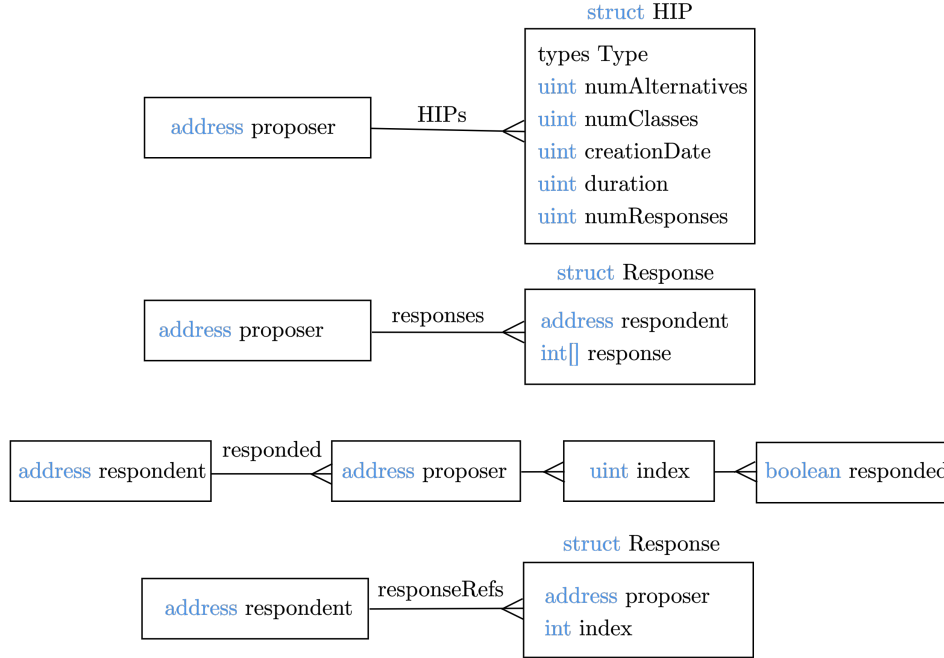 struct HIP
types Type
uint numAlternatives
address proposer
HIPs
uint numClasses
uint creationDate
uint duration
uint numResponses
struct Response
address proposer
responses
address respondent
int[] response
address respondent
responded
address proposer
uint index
boolean responded
struct Response
address respondent
responseRefs
address proposer
int index